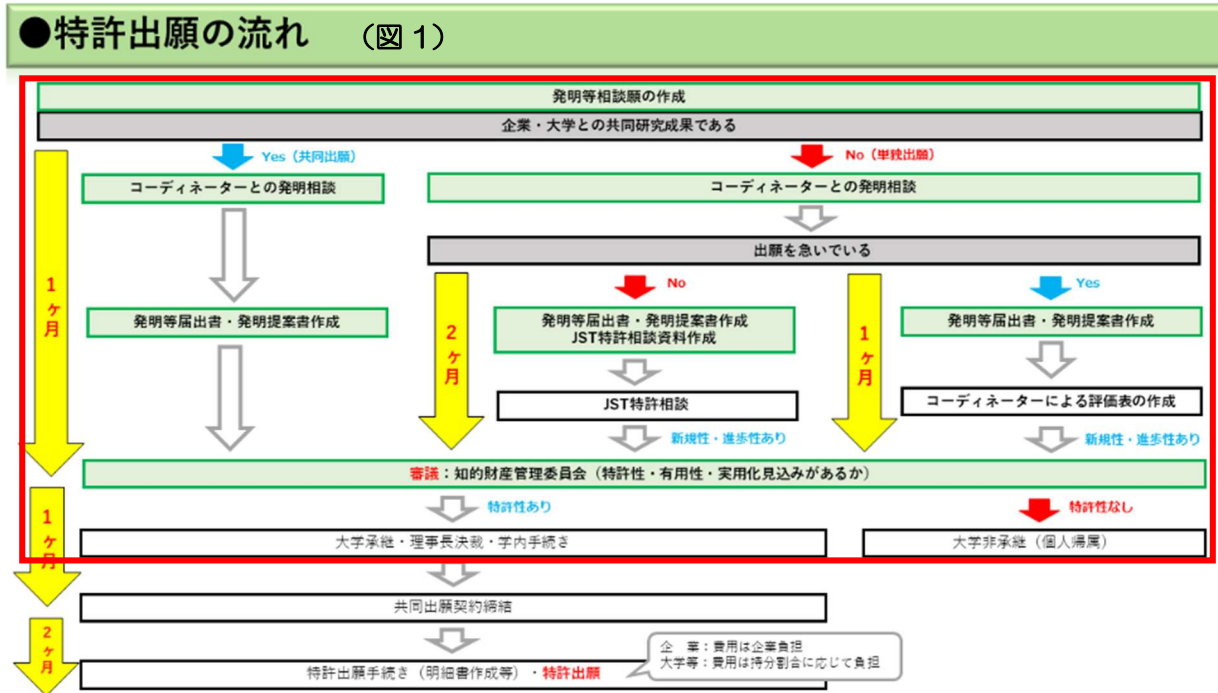 ●特許出願の流れ （図１）
発明等相談願の作成
企業・大学との共同研究成果である
Yes（共同出願）
No（単独出願）
コーディネーターとの発明相談
コーディネーターとの発明相談
出願を急いでいる
1ヶ月
No
Yes
発明等届出書・発明提案書作成
2ヶ月
発明等届出書・発明提案書作成
JST特許相談資料作成
1ヶ月
発明等届出書・発明提案書作成
JST特許相談
コーディネーターによる評価表の作成
新規性・進歩性あり
新規性・進歩性あり
審議：知的財産管理委員会（特許性・有用性・実用化見込みがあるか）
1ヶ月
特許性あり
特許性なし
大学承継・理事長決裁・学内手続き
大学非承継（個人帰属）
共同出願契約締結
2ヶ月
企　業：費用は企業負担
大学等：費用は持分割合に応じて負担
特許出願手続き（明細書作成等）・特許出願